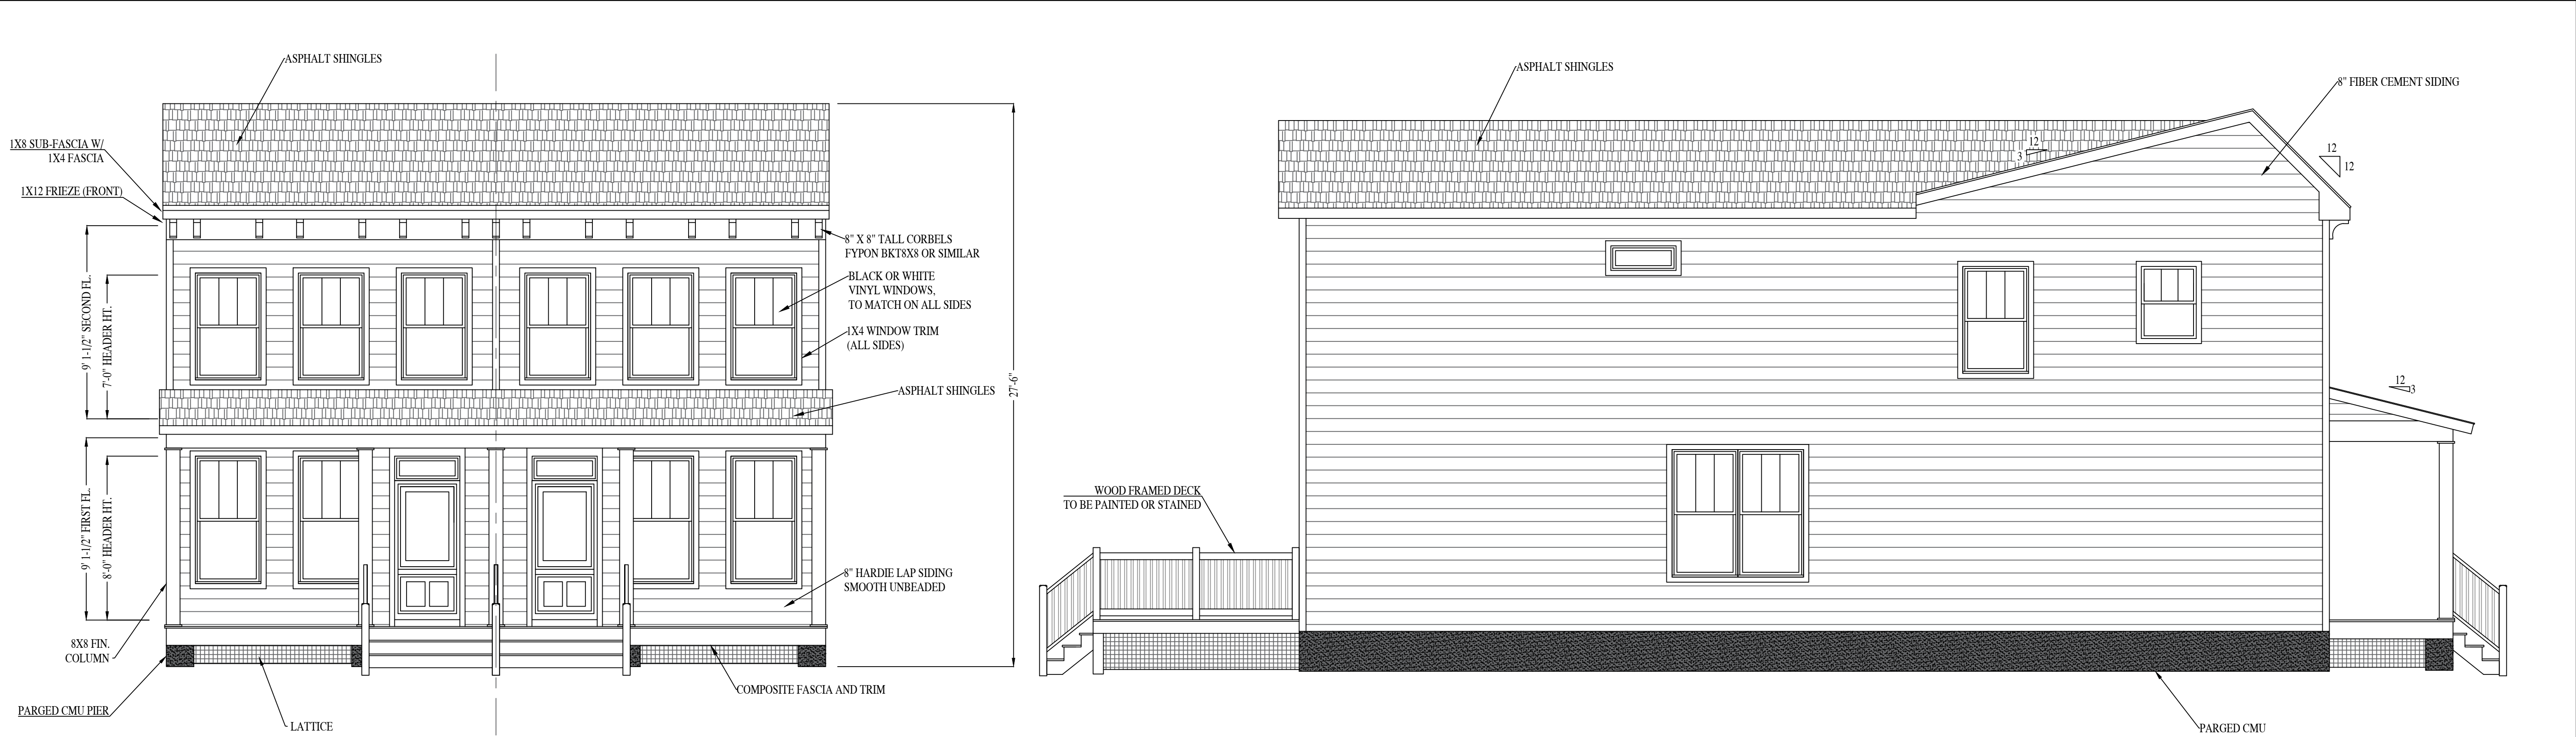 ASPHALT SHINGLES
1X8 SUB-FASCIA W/
1X4 FASCIA
1X12 FRIEZE (FRONT)
8" X 8" TALL CORBELS
FYPON BKT8X8 OR SIMILAR
BLACK OR WHITE
VINYL WINDOWS,
TO MATCH ON ALL SIDES
1X4 WINDOW TRIM
(ALL SIDES)
9' 1-1/2" SECOND FL.
7'-0" HEADER HT.
ASPHALT SHINGLES
27'-6"
9' 1-1/2" FIRST FL.
8'-0" HEADER HT.
8" HARDIE LAP SIDING
SMOOTH UNBEADED
8X8 FIN.
COLUMN
PARGED CMU PIER
LATTICE
COMPOSITE FASCIA AND TRIM
ASPHALT SHINGLES
8" FIBER CEMENT SIDING
12
3
12
12
12
3
WOOD FRAMED DECK
TO BE PAINTED OR STAINED
PARGED CMU